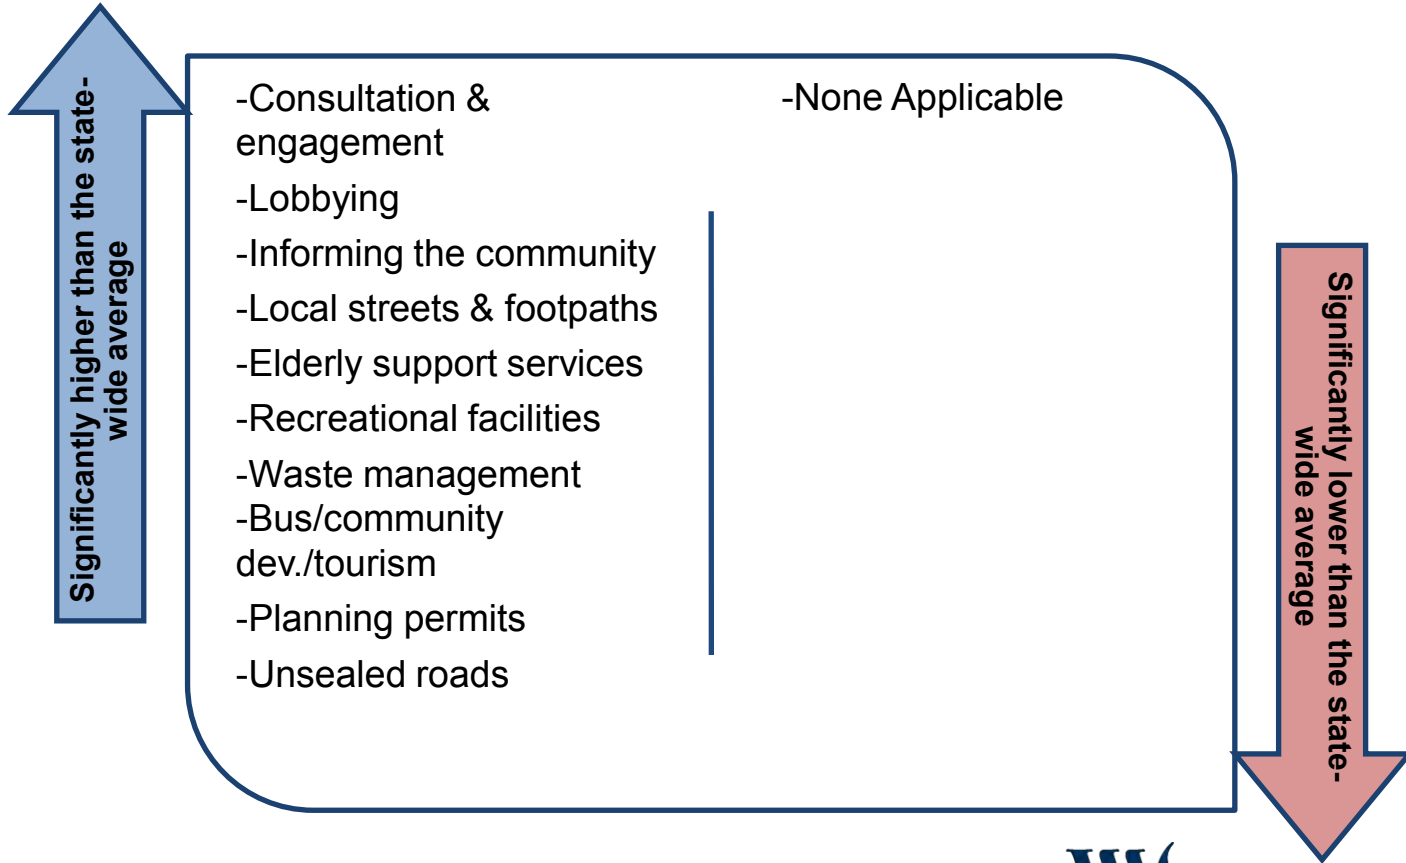 Significantly higher than the state-
wide average
-Consultation &
engagement
-Lobbying
-Informing the community
-Local streets & footpaths
-Elderly support services
-Recreational facilities
-Waste management
-Bus/community
dev./tourism
-Planning permits
-Unsealed roads
-None Applicable
Significantly lower than the state-
wide average